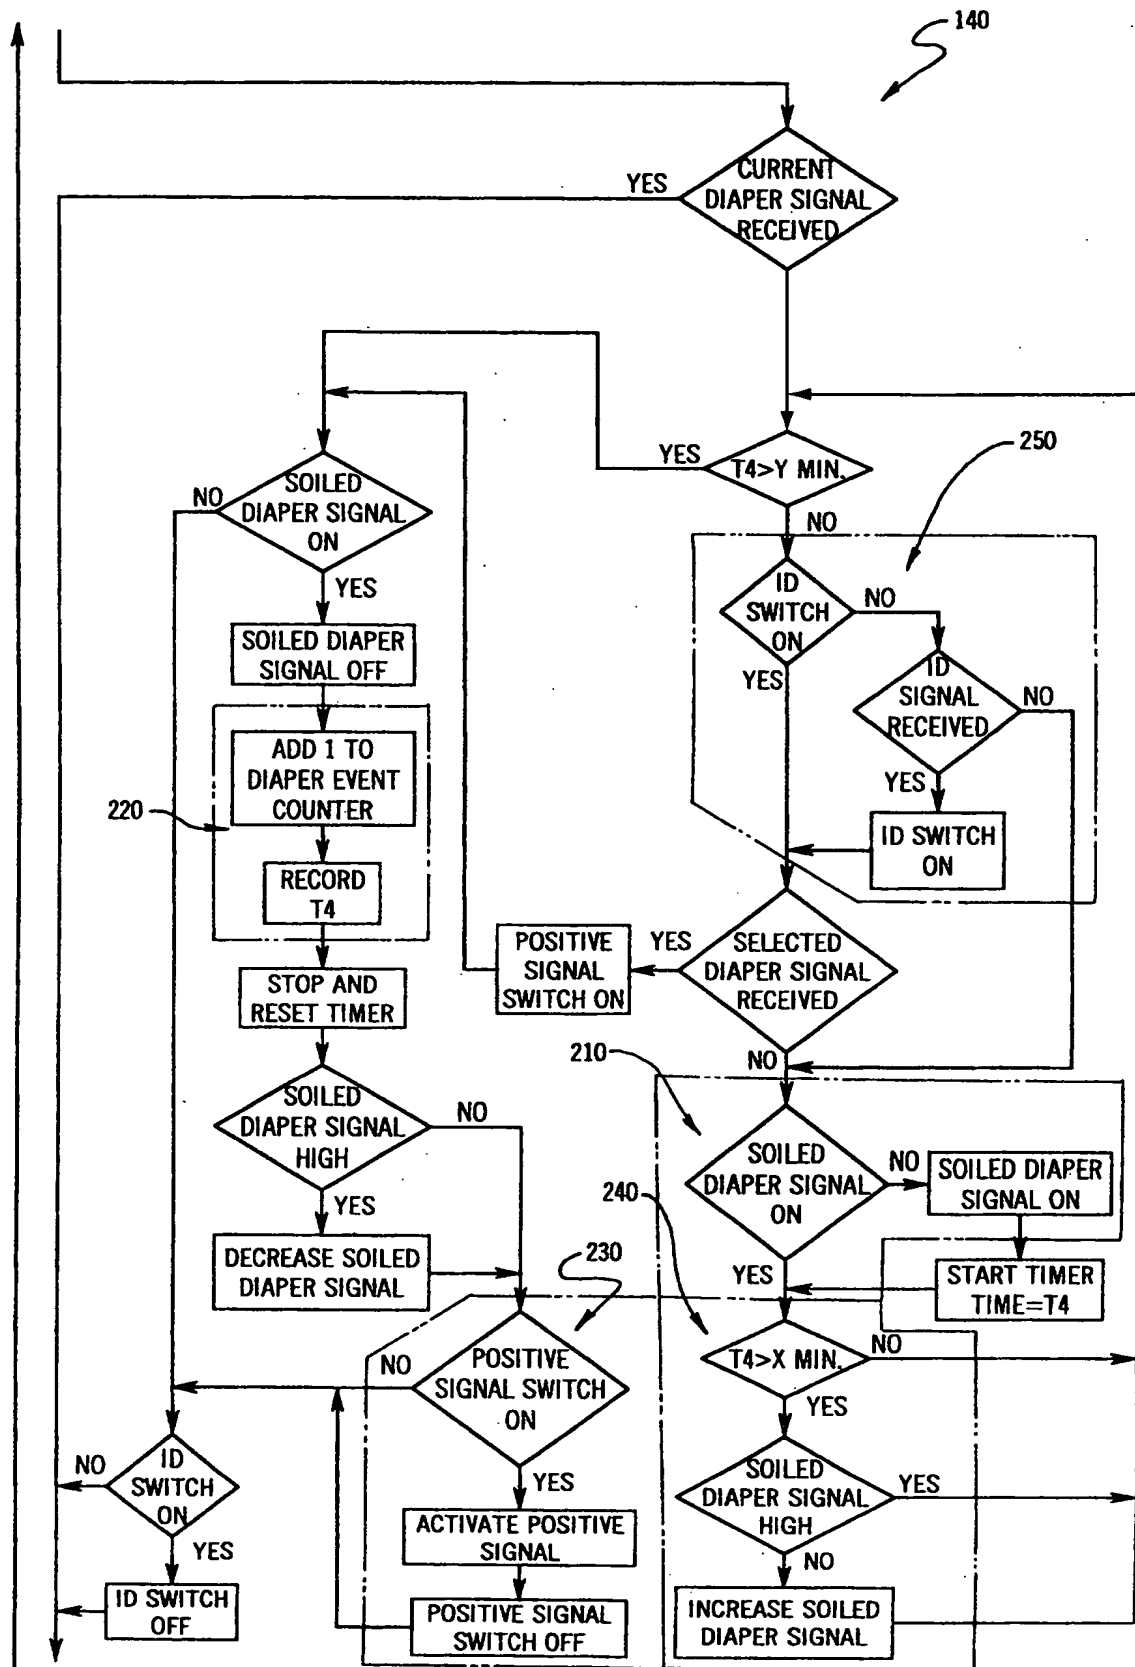 140
CURRENT
DIAPER SIGNAL
RECEIVED
YES
T4>Y MIN.
YES
NO
250
SOILED
DIAPER SIGNAL
ON
NO
YES
ID
SWITCH
ON
NO
YES
SOILED DIAPER
SIGNAL OFF
ID
SIGNAL
RECEIVED
NO
YES
ADD 1 TO
DIAPER EVENT
COUNTER
220
ID SWITCH
ON
RECORD
T4
POSITIVE
SIGNAL
SWITCH ON
YES
SELECTED
DIAPER SIGNAL
RECEIVED
NO
STOP AND
RESET TIMER
210
SOILED
DIAPER SIGNAL
HIGH
NO
YES
SOILED
DIAPER SIGNAL
ON
NO
YES
SOILED DIAPER
SIGNAL ON
240
DECREASE SOILED
DIAPER SIGNAL
230
START TIMER
TIME=T4
T4>X MIN.
NO
YES
POSITIVE
SIGNAL SWITCH
ON
NO
YES
ID
SWITCH
ON
NO
YES
SOILED
DIAPER SIGNAL
HIGH
YES
NO
ACTIVATE POSITIVE
SIGNAL
ID SWITCH
OFF
POSITIVE SIGNAL
SWITCH OFF
INCREASE SOILED
DIAPER SIGNAL